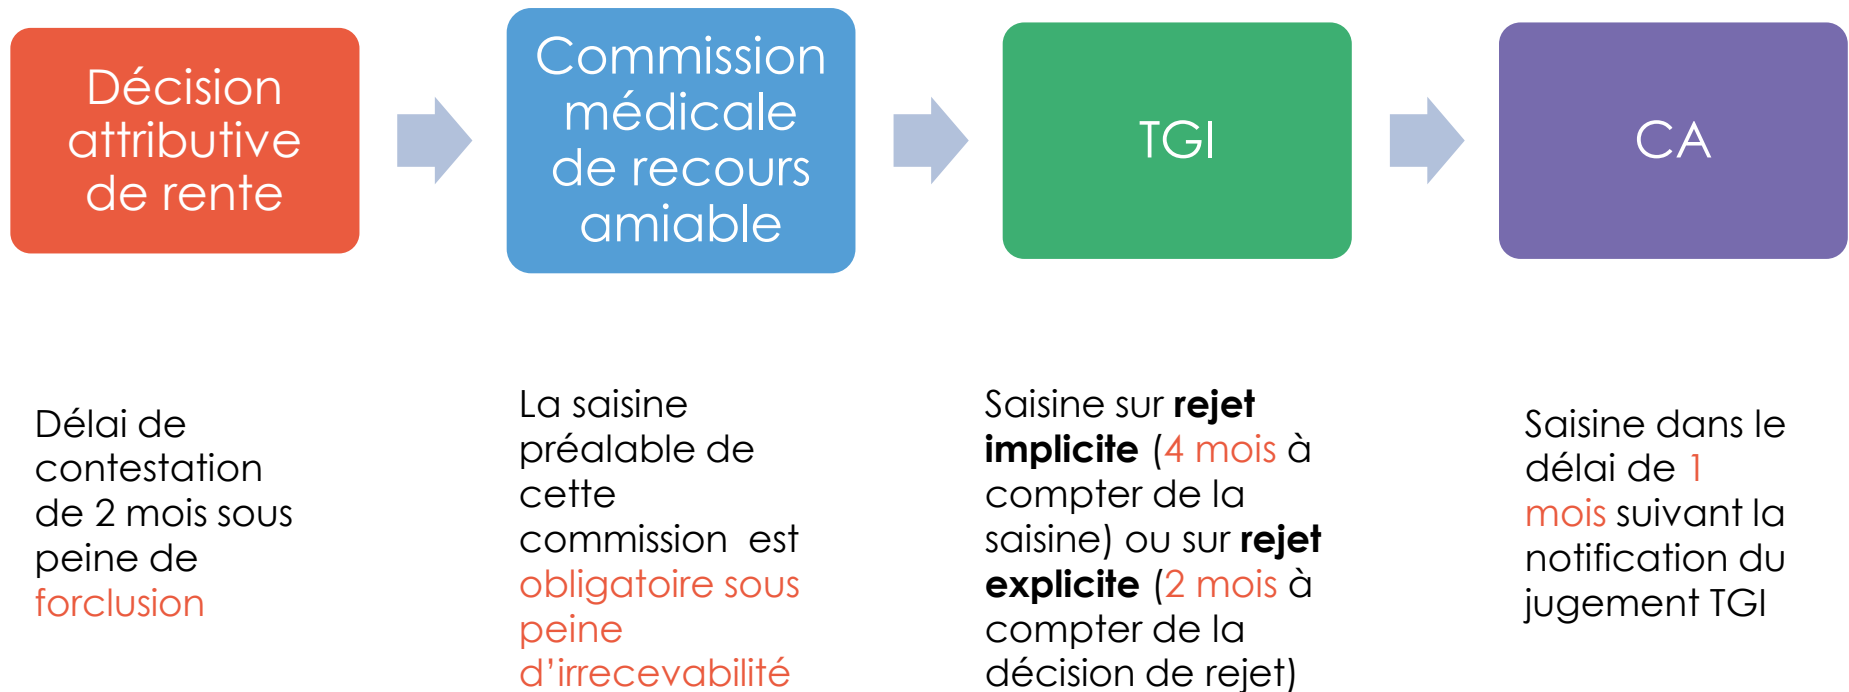 Décision
attributive
de rente
Commission
médicale
de recours
amiable
TGI
CA
Délai de
contestation
de 2 mois sous
peine de
forclusion
La saisine
préalable de
cette
commission  est
obligatoire sous
peine
d’irrecevabilité
Saisine sur rejet
implicite (4 mois à
compter de la
saisine) ou sur rejet
explicite (2 mois à
compter de la
décision de rejet)
Saisine dans le
délai de 1
mois suivant la
notification du
jugement TGI